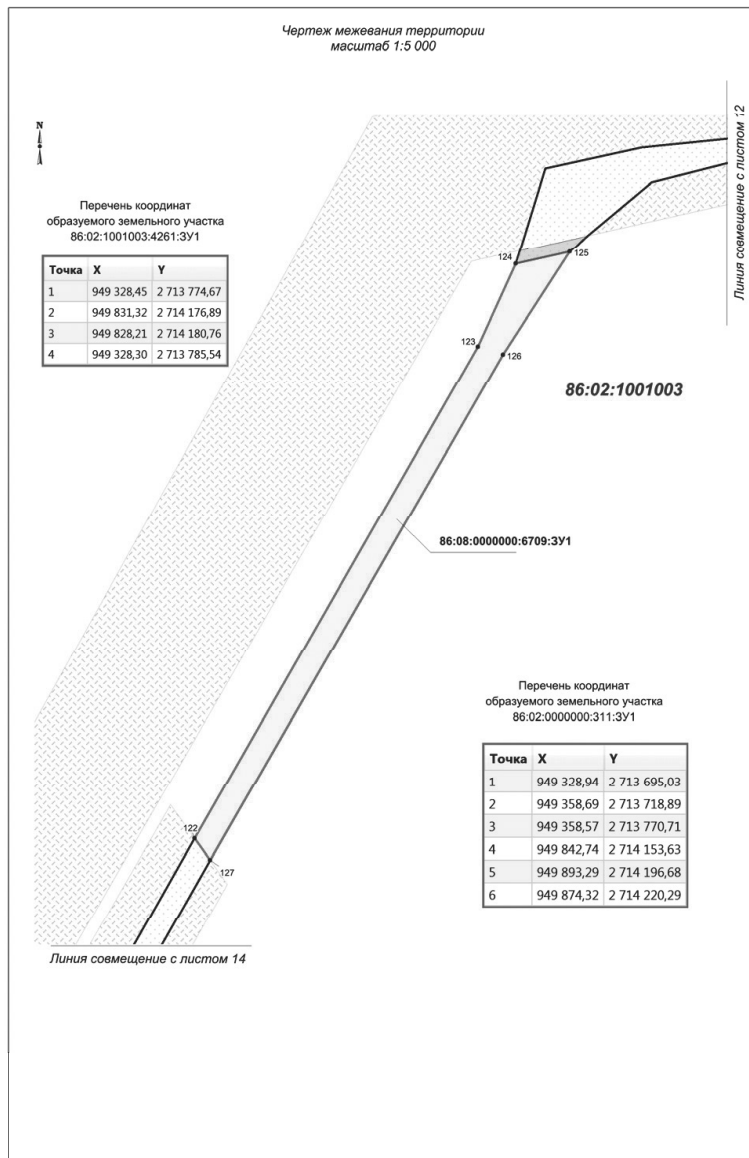 Чертеж межевания территории
масштаб 1:5 000
Линия совмещение с листом 12
N
Перечень координат
образуемого земельного участка
86:02:1001003:4261:ЗУ1
Точка X Y
1 949 328,45 2 713 774,67
2 949 831,32 2 714 176,89
3 949 828,21 2 714 180,76
4 949 328,30 2 713 785,54
124
125
123
126
86:02:1001003
86:08:0000000:6709:ЗУ1
Перечень координат
образуемого земельного участка
86:02:0000000:311:ЗУ1
Точка X Y
1 949 328,94 2 713 695,03
2 949 358,69 2 713 718,89
3 949 358,57 2 713 770,71
4 949 842,74 2 714 153,63
5 949 893,29 2 714 196,68
6 949 874,32 2 714 220,29
122
127
Линия совмещение с листом 14